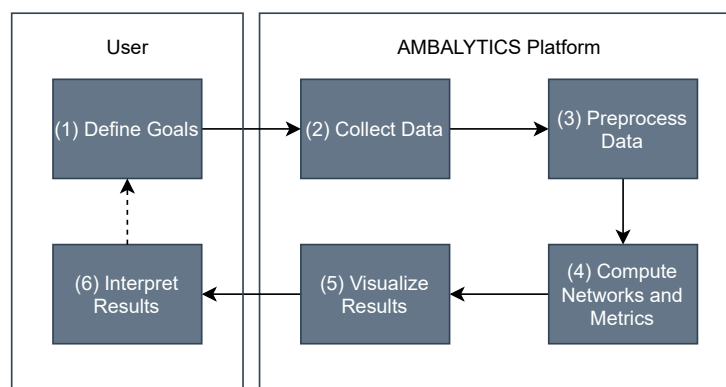 User
AMBALYTICS Platform
(1) Define Goals
(2) Collect Data
(3) Preprocess
Data
(4) Compute
Networks and
Metrics
(5) Visualize
Results
(6) Interpret
Results